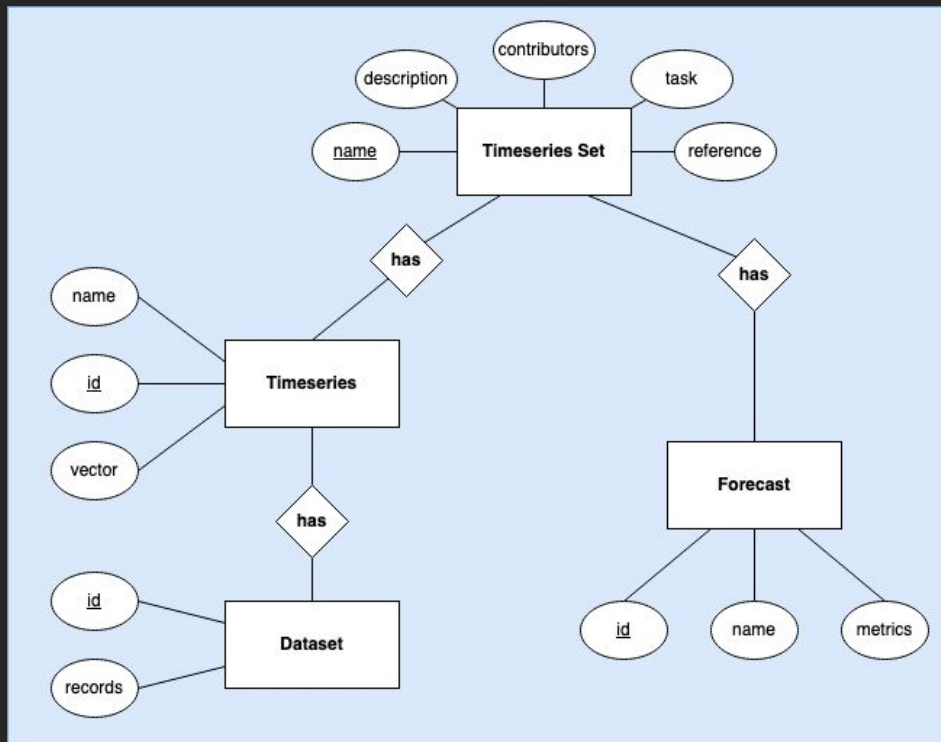 contributors
description
task
name
Timeseries Set
reference
has
has
name
Timeseries
id
vector
Forecast
has
id
Dataset
records
id
name
metrics